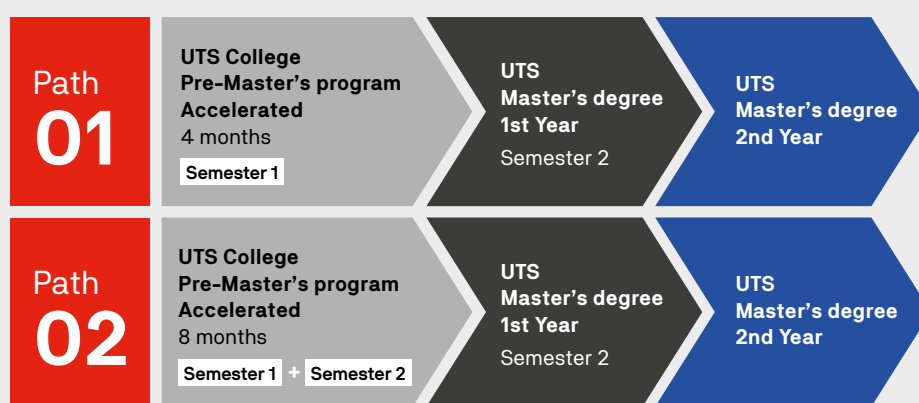 Path
01
UTS College
Pre-Master's program
Accelerated
4 months
Semester 1
UTS
Master's degree
1st Year
Semester 2
UTS
Master's degree
2nd Year
Path
02
UTS College
Pre-Master's program
Accelerated
8 months
Semester 1 + Semester 2
UTS
Master's degree
1st Year
Semester 2
UTS
Master's degree
2nd Year